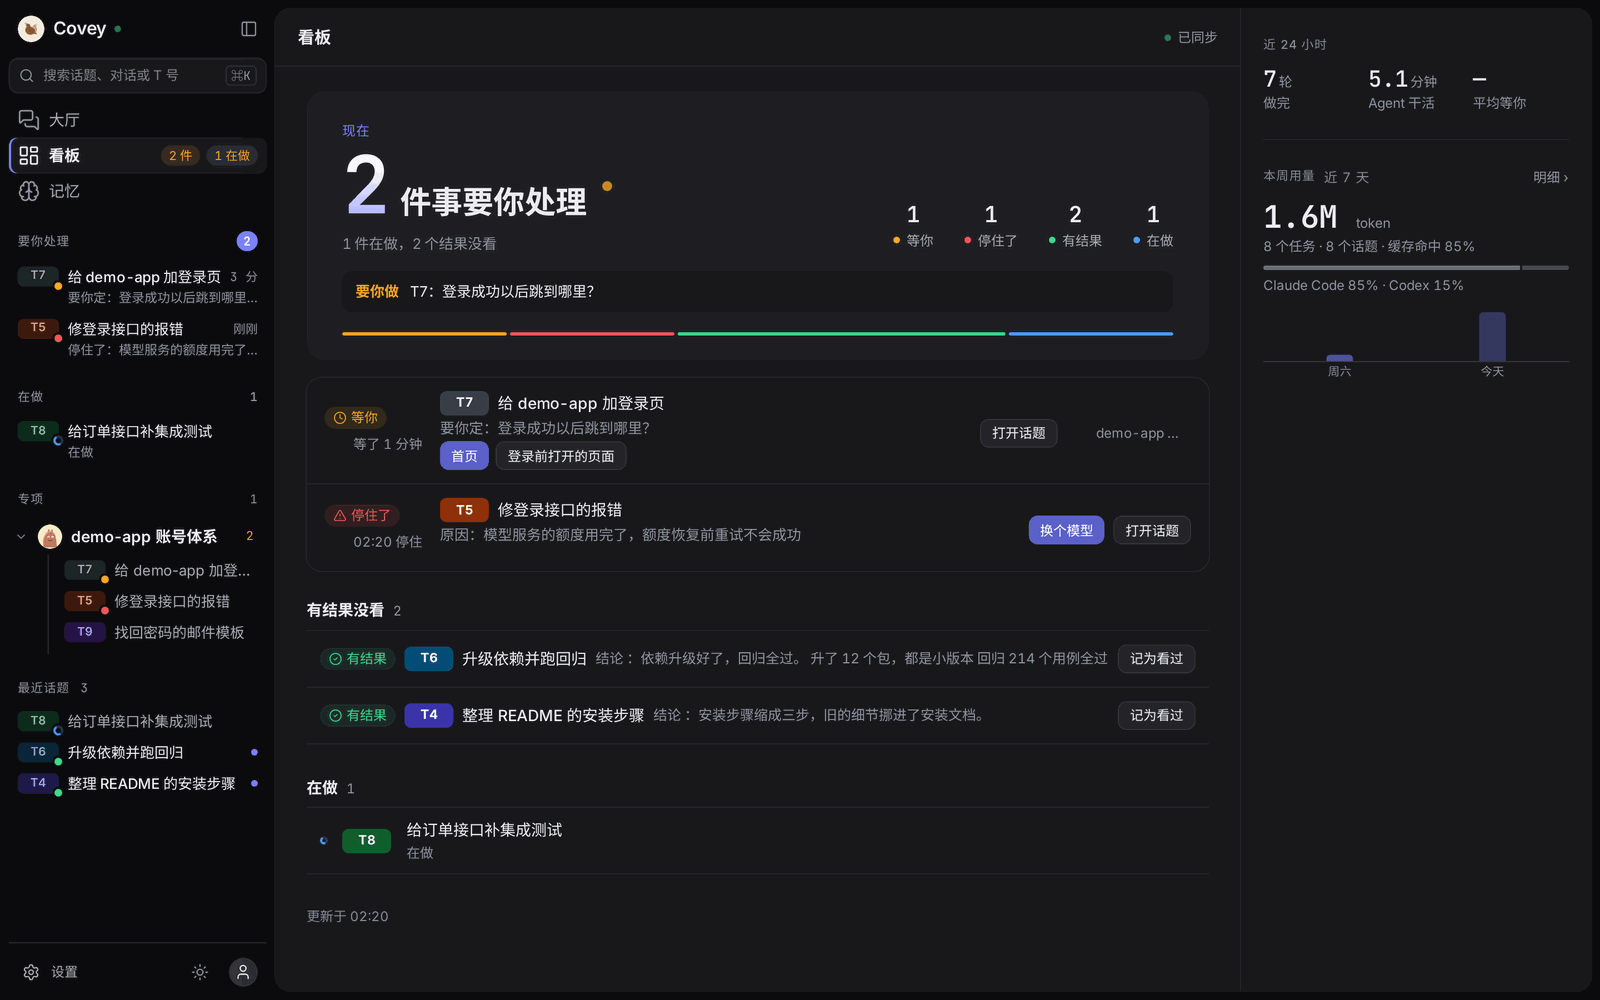 Covey
搜索话题、对话或 T 号 ⌘K
大厅
看板 2 件 1 在做
记忆
要你处理 2
T7 给 demo-app 加登录页 3 分
要你定：登录成功以后跳到哪里…
T5 修登录接口的报错 刚刚
停住了：模型服务的额度用完了…
在做 1
T8 给订单接口补集成测试
在做
专项 1
demo-app 账号体系 2
T7 给 demo-app 加登…
T5 修登录接口的报错
T9 找回密码的邮件模板
最近话题 3
T8 给订单接口补集成测试
T6 升级依赖并跑回归
T4 整理 README 的安装步骤
设置
看板 已同步
现在
2 件事要你处理
1 件在做，2 个结果没看
1 等你
1 停住了
2 有结果
1 在做
要你做 T7：登录成功以后跳到哪里？
等你
等了 1 分钟
T7 给 demo-app 加登录页
要你定：登录成功以后跳到哪里？
首页 登录前打开的页面
打开话题 demo-app ...
停住了
02:20 停住
T5 修登录接口的报错
原因：模型服务的额度用完了，额度恢复前重试不会成功
换个模型 打开话题
有结果没看 2
有结果 T6 升级依赖并跑回归 结论： 依赖升级好了，回归全过。 升了 12 个包，都是小版本 回归 214 个用例全过 记为看过
有结果 T4 整理 README 的安装步骤 结论： 安装步骤缩成三步，旧的细节挪进了安装文档。 记为看过
在做 1
T8 给订单接口补集成测试
在做
更新于 02:20
近 24 小时
7 轮 5.1 分钟 –
做完 Agent 干活 平均等你
本周用量 近 7 天 明细 ›
1.6M token
8 个任务 · 8 个话题 · 缓存命中 85%
Claude Code 85% · Codex 15%
周六 今天